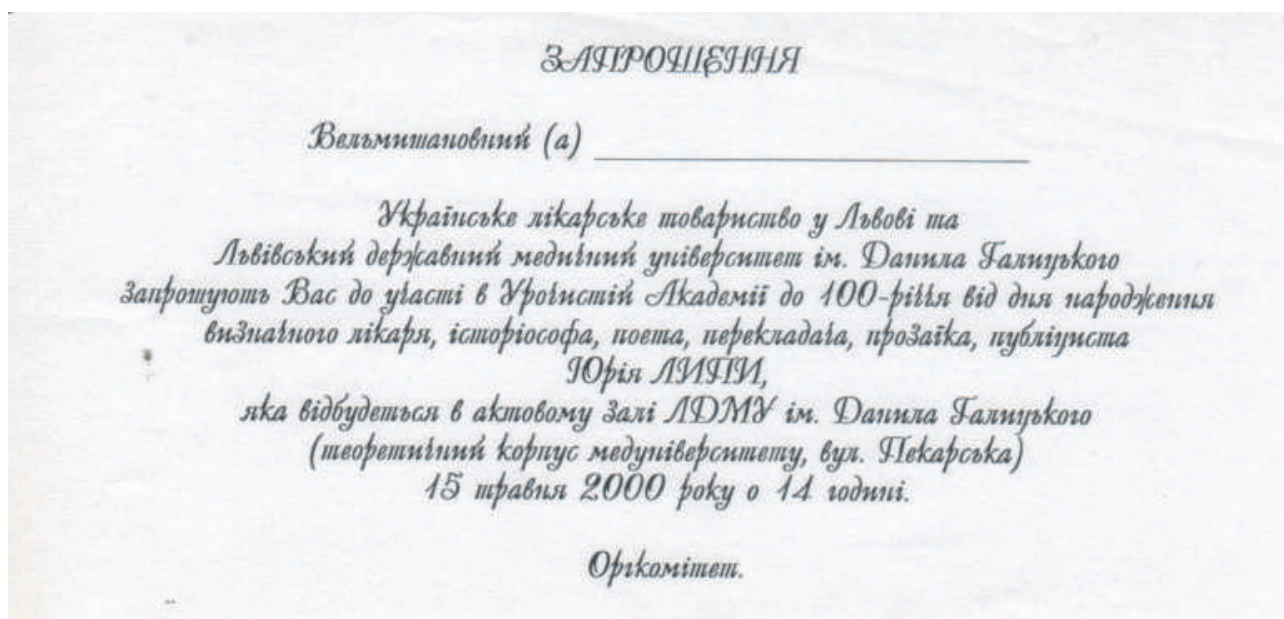 ЗАПРОШЕННЯ
Вельмишановний (а)
Українське лікарське товариство у Львові та
Львівський державний медичний університет ім. Данила Галицького
запрошують Вас до участі в Урочистій Академії до 100-річчя від дня народження
визначного лікаря, історіософа, поета, перекладача, прозаїка, публіциста
Юрія ЛИПИ,
яка відбудеться в актовому залі ЛДМУ ім. Данила Галицького
(теоретичний корпус медуніверситету, вул. Пекарська)
15 травня 2000 року о 14 годині.
Оргкомітет.